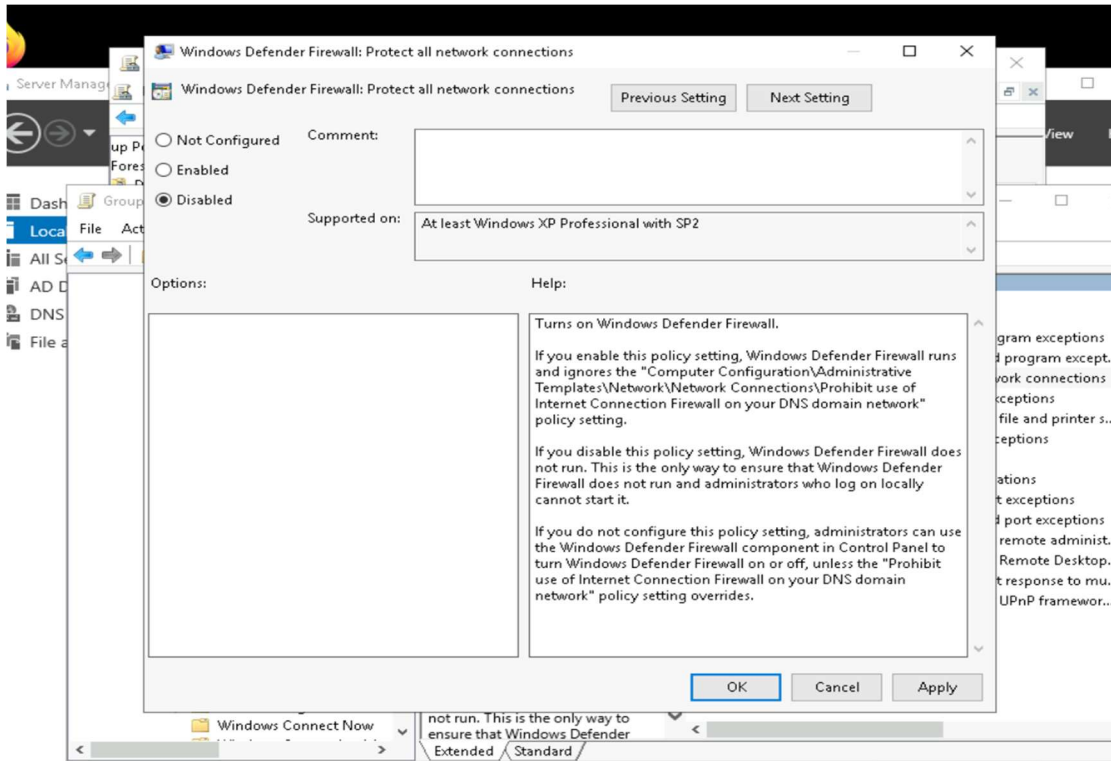 Windows Defender Firewall: Protect all network connections
Server Manag
Windows Defender Firewall: Protect all network connections
Previous Setting
Next Setting
Not Configured
Enabled
Disabled
Comment:
Supported on:
At least Windows XP Professional with SP2
View
up P
Fores
Dash
Loca
All Se
AD D
DNS
File a
Group
File Act
Options:
Help:
Turns on Windows Defender Firewall.
If you enable this policy setting, Windows Defender Firewall runs
and ignores the "Computer Configuration\Administrative
Templates\Network\Network Connections\Prohibit use of
Internet Connection Firewall on your DNS domain network"
policy setting.
If you disable this policy setting, Windows Defender Firewall does
not run. This is the only way to ensure that Windows Defender
Firewall does not run and administrators who log on locally
cannot start it.
If you do not configure this policy setting, administrators can use
the Windows Defender Firewall component in Control Panel to
turn Windows Defender Firewall on or off, unless the "Prohibit
use of Internet Connection Firewall on your DNS domain
network" policy setting overrides.
gram exceptions
program except.
work connections
xceptions
file and printer s..
ceptions
ations
t exceptions
port exceptions
remote administ.
Remote Desktop.
t response to mu.
UPnP framewor..
OK
Cancel
Apply
Windows Connect Now
not run. This is the only way to
ensure that Windows Defender
Extended
Standard